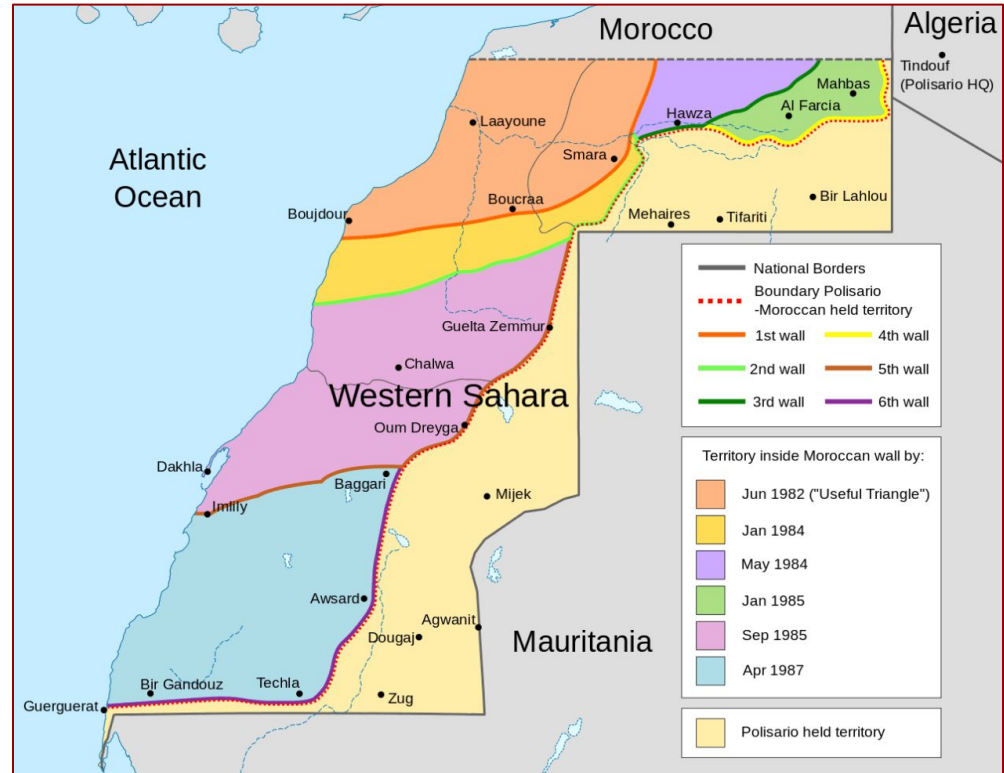 Morocco
Algeria
Tindouf
(Polisario HQ)
Mahbas
Al Farcia
Hawza
Laayoune
Smara
Atlantic
Ocean
Boucraa
Boujdour
Bir Lahlou
Mehaires
Tifariti
Guelta Zemmur
Chalwa
Western Sahara
Oum Dreyga
Dakhla
Baggari
Imlily
Mijek
Awsard
Agwanit
Dougaj
Mauritania
Bir Gandouz
Techla
Zug
Guerguerat
National Borders
Boundary Polisario
-Moroccan held territory
1st wall
4th wall
2nd wall
5th wall
3rd wall
6th wall
Territory inside Moroccan wall by:
Jun 1982 ("Useful Triangle")
Jan 1984
May 1984
Jan 1985
Sep 1985
Apr 1987
Polisario held territory